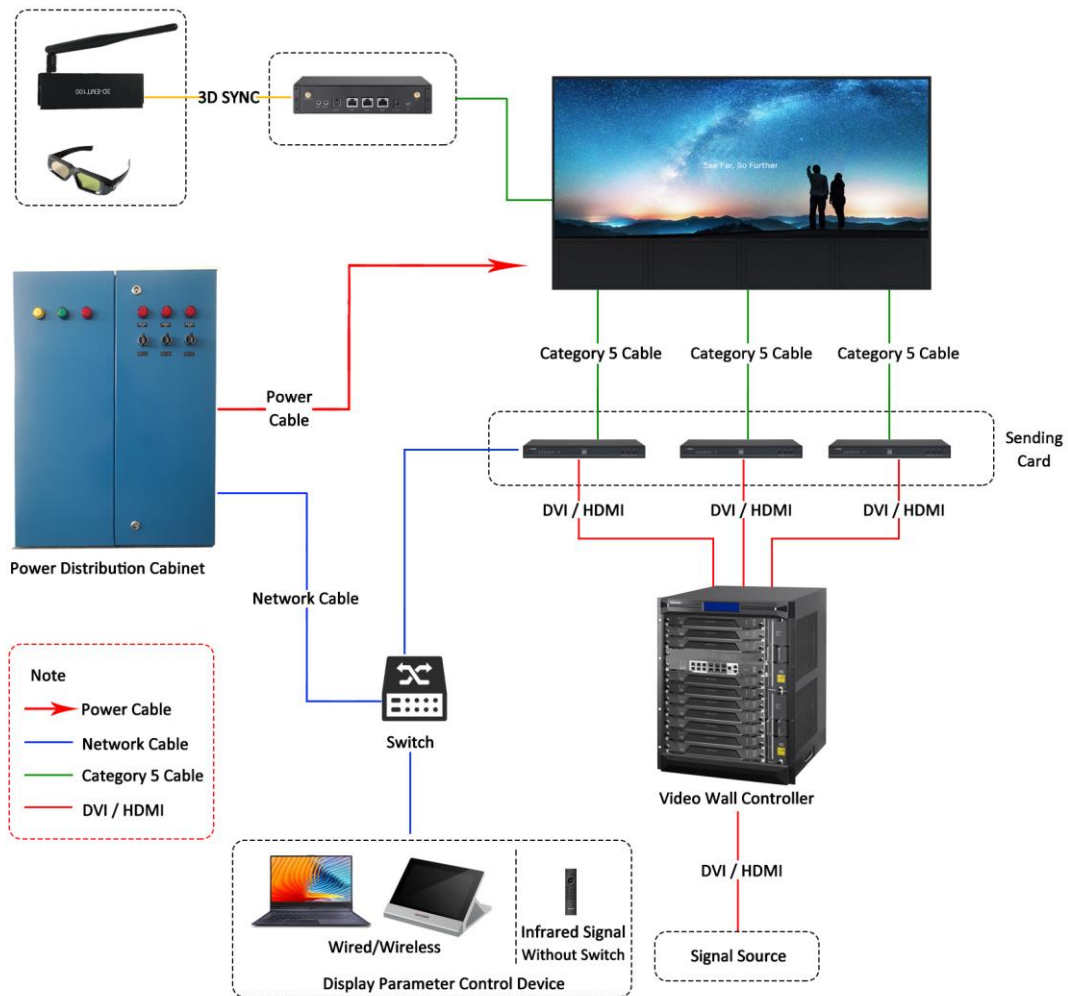 3D-EMT100
3D SYNC
See Far, Go Further
Category 5 Cable
Category 5 Cable
Category 5 Cable
Power
Cable
Sending
Card
DVI / HDMI
DVI / HDMI
DVI / HDMI
Power Distribution Cabinet
Network Cable
Note
Power Cable
Network Cable
Category 5 Cable
DVI / HDMI
Switch
Video Wall Controller
DVI / HDMI
Wired/Wireless
Infrared Signal
Without Switch
Display Parameter Control Device
Signal Source